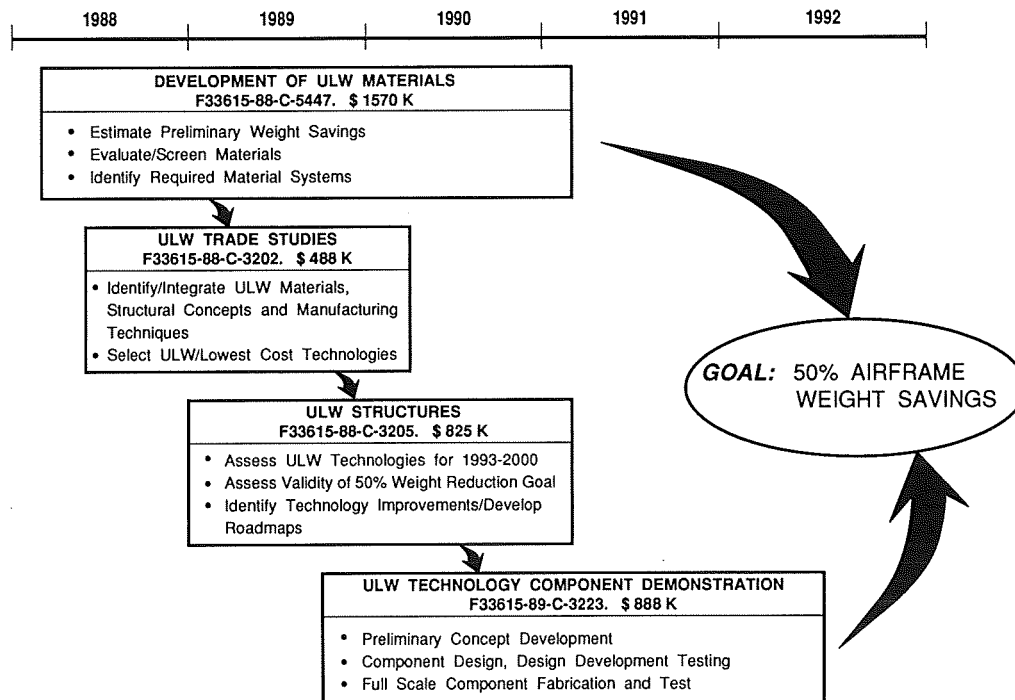 1988 1989 1990 1991 1992
DEVELOPMENT OF ULW MATERIALS
F33615-88-C-5447. $ 1570 K
• Estimate Preliminary Weight Savings
• Evaluate/Screen Materials
• Identify Required Material Systems
ULW TRADE STUDIES
F33615-88-C-3202. $ 488 K
• Identify/Integrate ULW Materials,
Structural Concepts and Manufacturing
Techniques
• Select ULW/Lowest Cost Technologies
GOAL: 50% AIRFRAME
WEIGHT SAVINGS
ULW STRUCTURES
F33615-88-C-3205. $ 825 K
• Assess ULW Technologies for 1993-2000
• Assess Validity of 50% Weight Reduction Goal
• Identify Technology Improvements/Develop
Roadmaps
ULW TECHNOLOGY COMPONENT DEMONSTRATION
F33615-89-C-3223. $ 888 K
• Preliminary Concept Development
• Component Design, Design Development Testing
• Full Scale Component Fabrication and Test